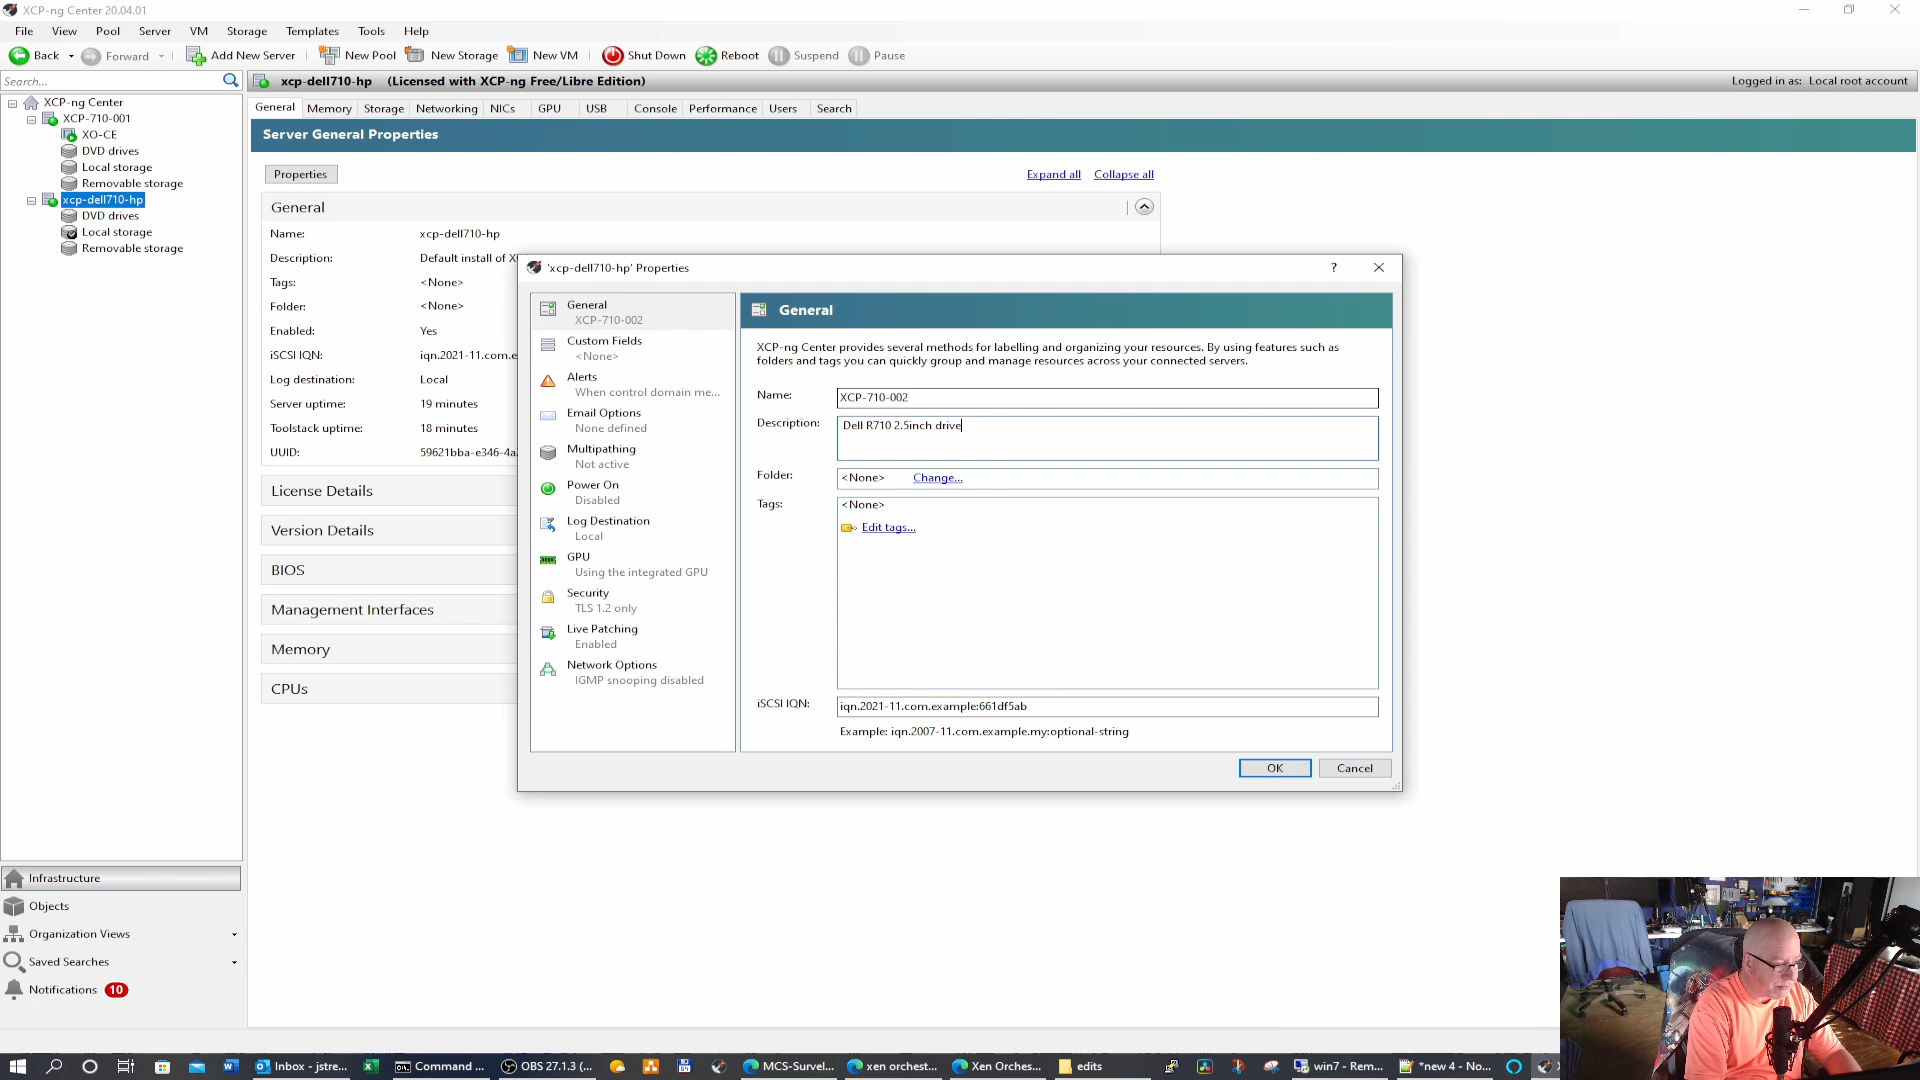 XCP-ng Center 20.04.01
File View Pool Server VM Storage Templates Tools Help
Back Forward Add New Server New Pool New Storage New VM Shut Down Reboot Suspend Pause
Search...
xcp-dell710-hp (Licensed with XCP-ng Free/Libre Edition)
Logged in as: Local root account
XCP-ng Center
XCP-710-001
XO-CE
DVD drives
Local storage
Removable storage
xcp-dell710-hp
DVD drives
Local storage
Removable storage
General Memory Storage Networking NICs GPU USB Console Performance Users Search
Server General Properties
Properties
Expand all Collapse all
General
Name: xcp-dell710-hp
Description: Default install of X
Tags: <None>
Folder: <None>
Enabled: Yes
iSCSI IQN: iqn.2021-11.com.e
Log destination: Local
Server uptime: 19 minutes
Toolstack uptime: 18 minutes
UUID: 59621bba-e346-4a
License Details
Version Details
BIOS
Management Interfaces
Memory
CPUs
'xcp-dell710-hp' Properties
?
General
XCP-710-002
Custom Fields
<None>
Alerts
When control domain me...
Email Options
None defined
Multipathing
Not active
Power On
Disabled
Log Destination
Local
GPU
Using the integrated GPU
Security
TLS 1.2 only
Live Patching
Enabled
Network Options
IGMP snooping disabled
General
XCP-ng Center provides several methods for labelling and organizing your resources. By using features such as
folders and tags you can quickly group and manage resources across your connected servers.
Name: XCP-710-002
Description: Dell R710 2.5inch drive
Folder: <None> Change...
Tags: <None>
Edit tags...
iSCSI IQN: iqn.2021-11.com.example:661df5ab
Example: iqn.2007-11.com.example.my:optional-string
OK Cancel
Infrastructure
Objects
Organization Views
Saved Searches
Notifications 10
Inbox - jstre... Command ... OBS 27.1.3 (... MCS-Survel... xen orchest... Xen Orches... edits win7 - Rem... *new 4 - No...